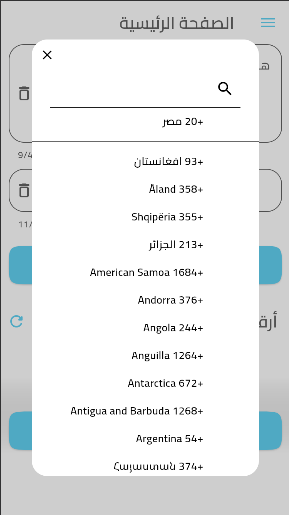 الصفحة الرئيسية
9/4
11/
أرق
+20 مصر
+93 افغانستان
Åland 358+
Shqipëria 355+
+213 الجزائر
American Samoa 1684+
Andorra 376+
Angola 244+
Anguilla 1264+
Antarctica 672+
Antigua and Barbuda 1268+
Argentina 54+
Հայաստան 374+